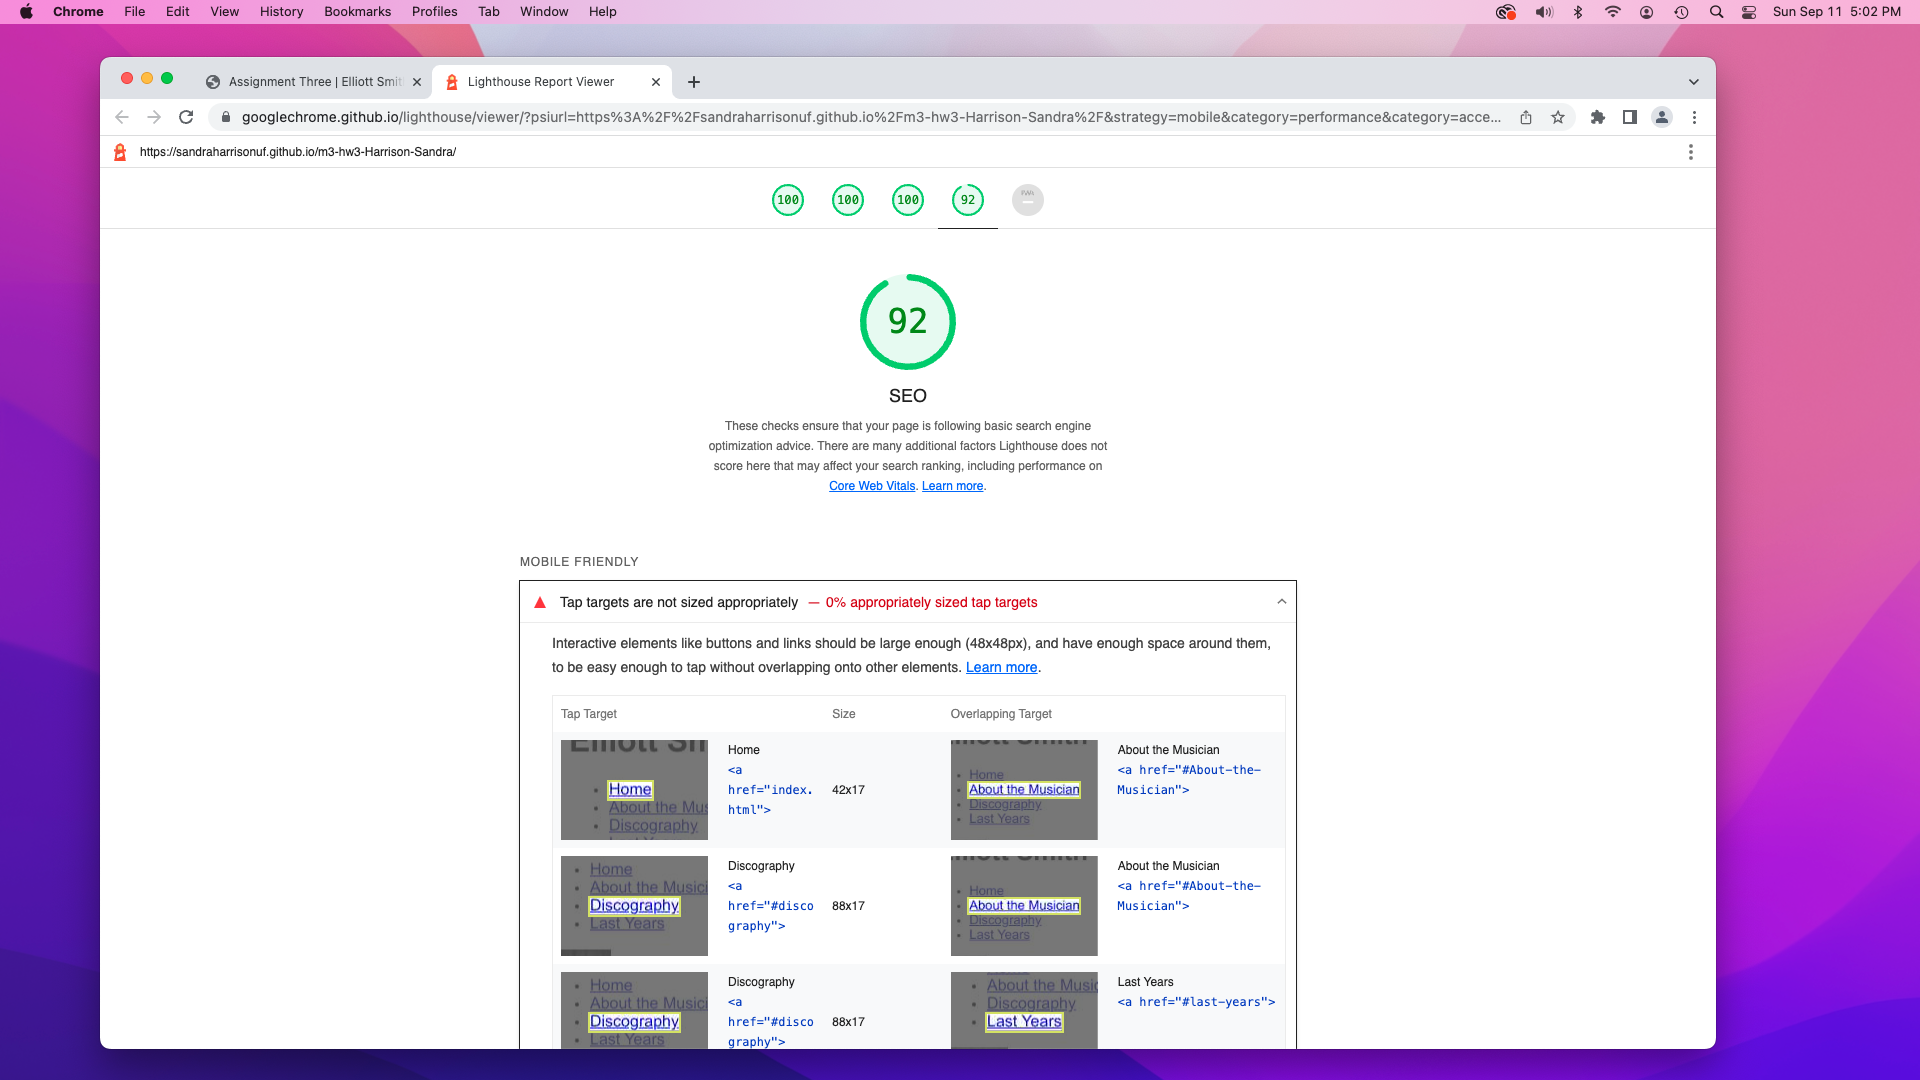 Chrome File Edit View History Bookmarks Profiles Tab Window Help Sun Sep 11 5:02 PM
Assignment Three | Elliott Smit Lighthouse Report Viewer
googlechrome.github.io/lighthouse/viewer/?psiurl=https%3A%2F%2Fsandraharrisonuf.github.io%2Fm3-hw3-Harrison-Sandra%2F&strategy=mobile&category=performance&category=acce...
https://sandraharrisonuf.github.io/m3-hw3-Harrison-Sandra/
100 100 100 92
92
SEO
These checks ensure that your page is following basic search engine
optimization advice. There are many additional factors Lighthouse does not
score here that may affect your search ranking, including performance on
Core Web Vitals. Learn more.
MOBILE FRIENDLY
Tap targets are not sized appropriately — 0% appropriately sized tap targets
Interactive elements like buttons and links should be large enough (48x48px), and have enough space around them,
to be easy enough to tap without overlapping onto other elements. Learn more.
Tap Target Size Overlapping Target
Elliott Sm
Home
About the Mus
Discography
Home
<a
href="index.
html">
42x17
Elliott Smith
Home
About the Musician
Discography
Last Years
About the Musician
<a href="#About-the-
Musician">
Home
About the Musici
Discography
Last Years
Discography
<a
href="#disco
graphy">
88x17
Home
About the Musician
Discography
Last Years
About the Musician
<a href="#About-the-
Musician">
Home
About the Musici
Discography
Last Years
Discography
<a
href="#disco
graphy">
88x17
About the Music
Discography
Last Years
Last Years
<a href="#last-years">